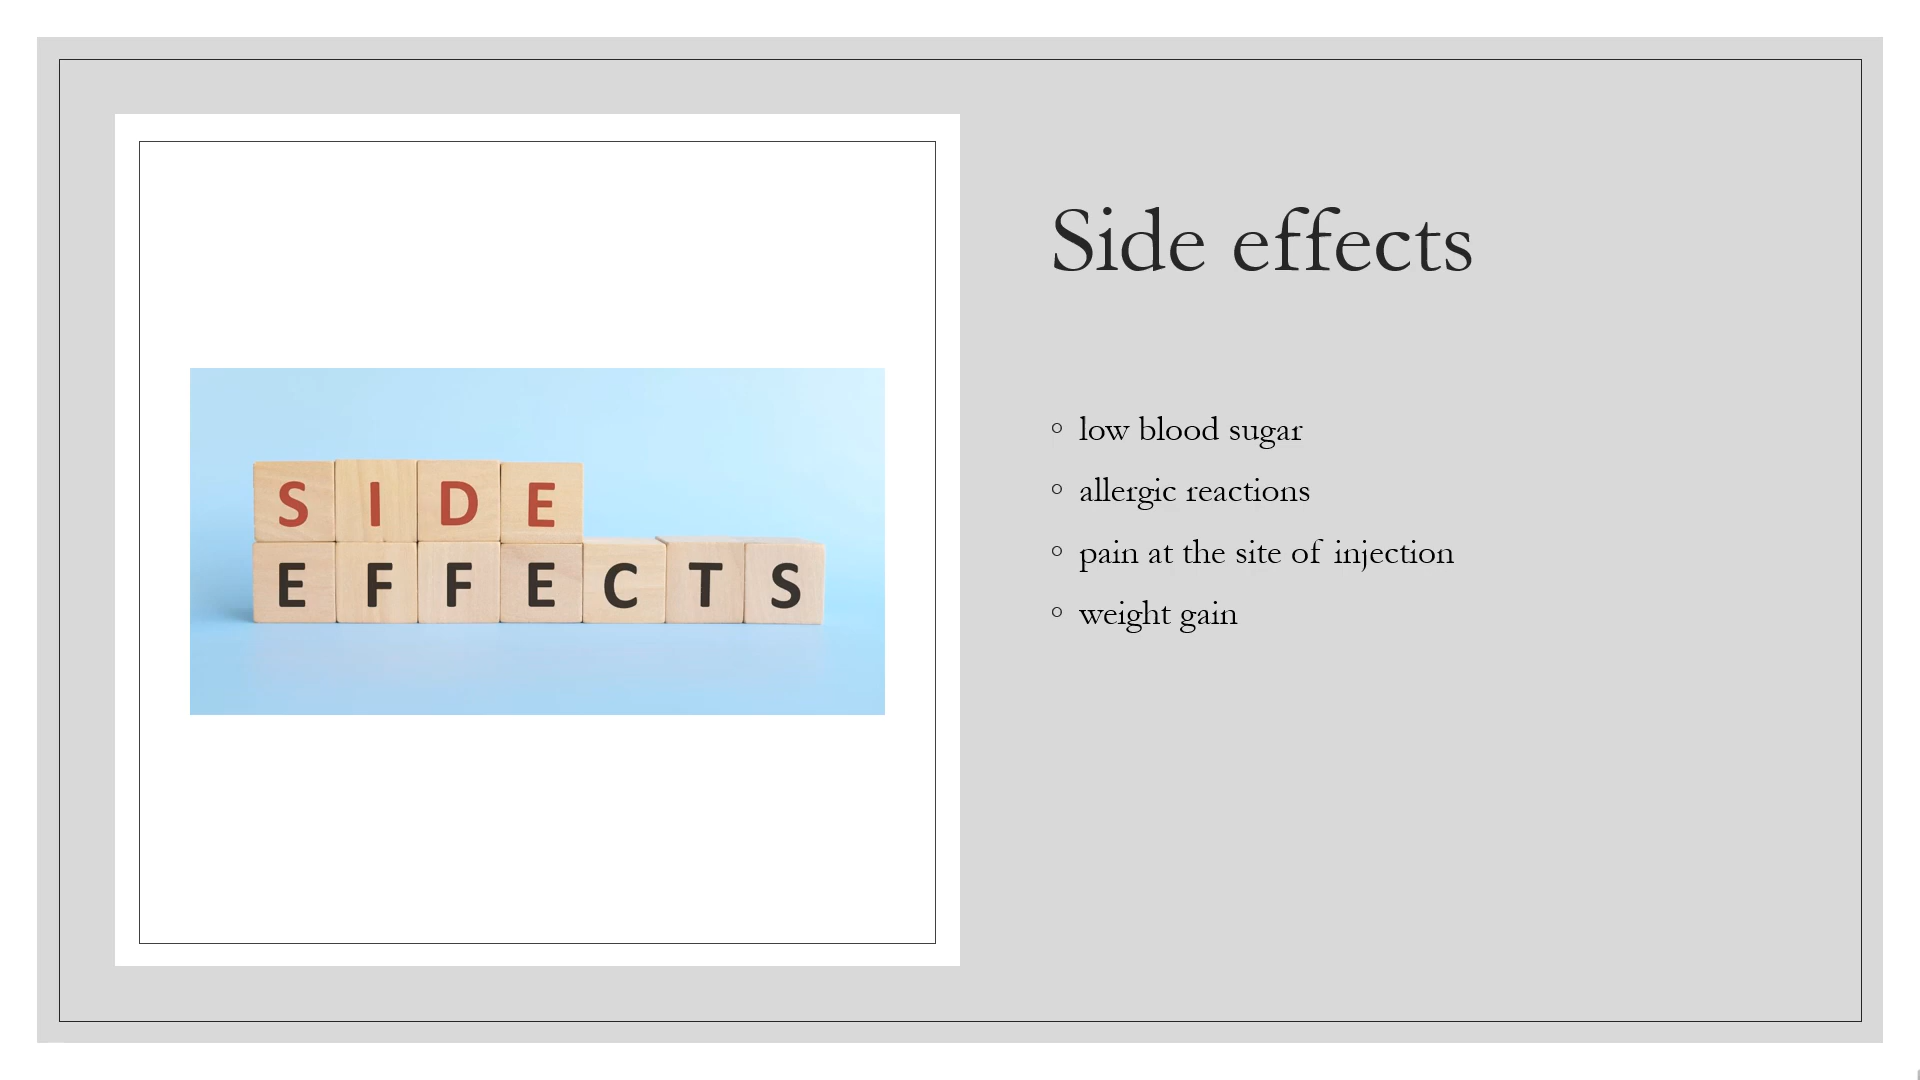 SIDE
EFFECTS
Side effects
◦ low blood sugar
◦ allergic reactions
◦ pain at the site of injection
◦ weight gain